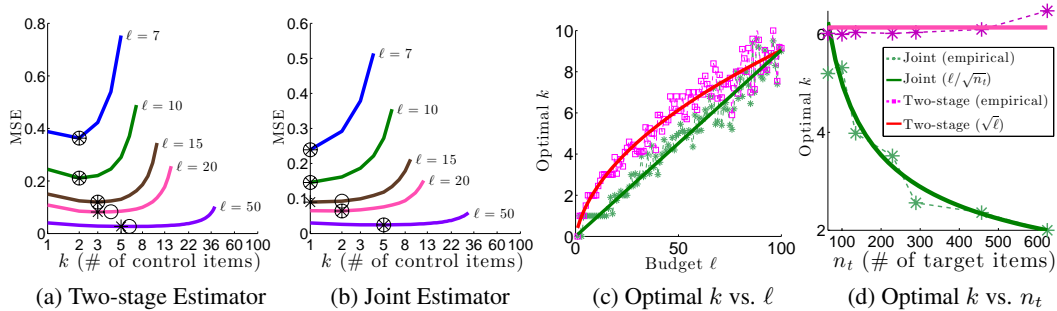 MSE
0.8
0.6
0.4
0.2
0
1 2 3 5 8 13 22 36 60 100
k (# of control items)
ℓ = 7
ℓ = 10
ℓ = 15
ℓ = 20
ℓ = 50
(a) Two-stage Estimator
MSE
0.6
0.5
0.4
0.3
0.2
0.1
0
1 2 3 5 8 13 22 36 60 100
k (# of control items)
ℓ = 7
ℓ = 10
ℓ = 15
ℓ = 20
ℓ = 50
(b) Joint Estimator
Optimal k
10
8
6
4
2
0
0 50 100
Budget ℓ
(c) Optimal k vs. ℓ
Optimal k
6
4
2
100 200 300 400 500 600
n_t (# of target items)
Joint (empirical)
Joint (ℓ/√n_t)
Two-stage (empirical)
Two-stage (√ℓ)
(d) Optimal k vs. n_t